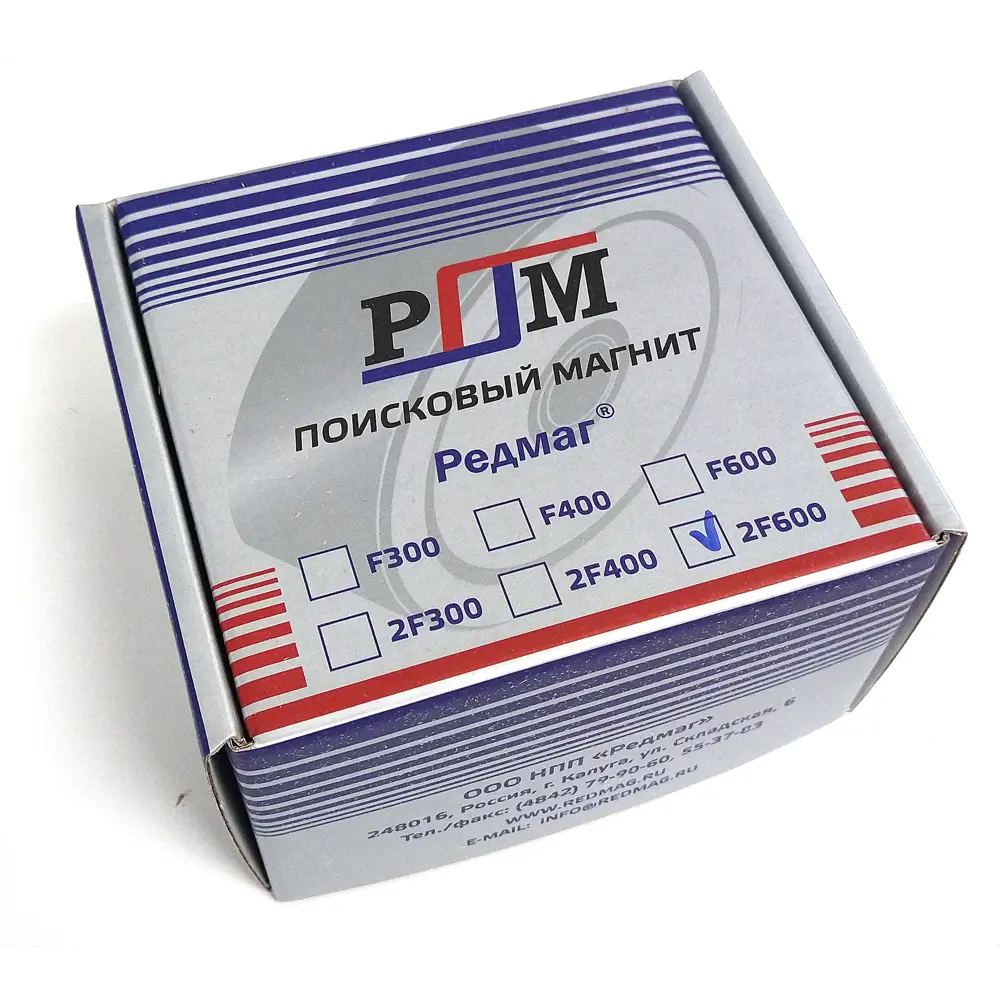 РПМ
ПОИСКОВЫЙ МАГНИТ
Редмаг®
F300 F400 F600
2F300 2F400 2F600
ООО НПП «Редмаг»
248016, Россия, г. Калуга, ул. Складская, 6
Тел./факс: (4842) 79-90-60, 55-37-03
WWW.REDMAG.RU
E-MAIL: INFO@REDMAG.RU